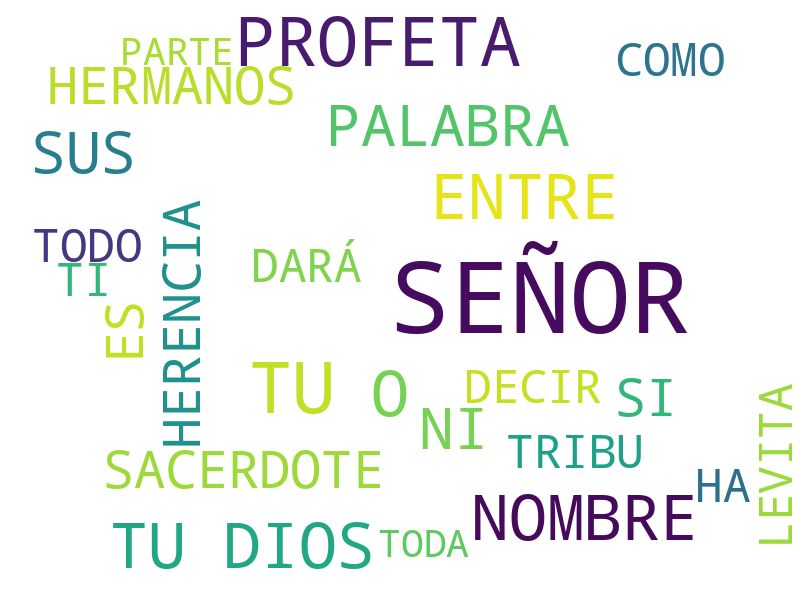 PROFETA
PARTE
COMO
HERMANOS
PALABRA
SUS
ENTRE
TODO
HERENCIA
DARÁ
SEÑOR
TI
ES
TU
O
DECIR
SI
NI
LEVITA
TRIBU
SACERDOTE
HA
NOMBRE
TU DIOS
TODA